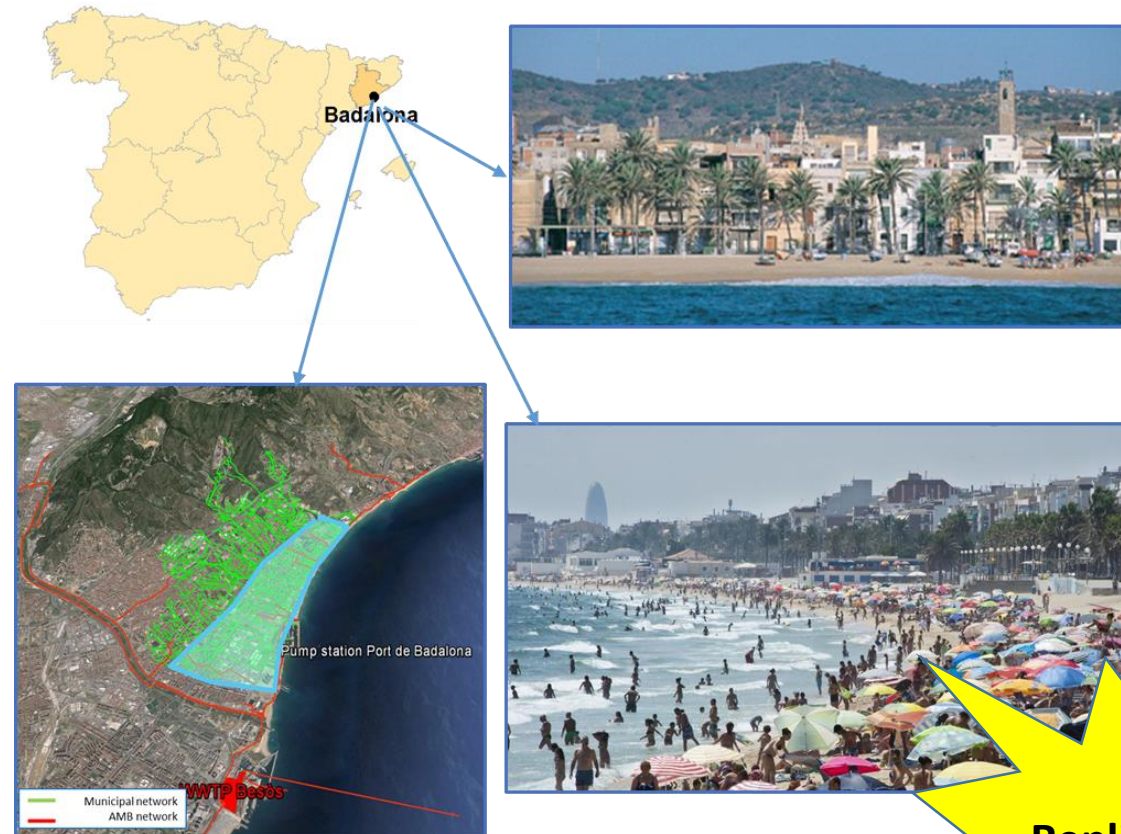 Badalona
Pump station Port de Badalona
WWTP Besòs
Municipal network
AMB network